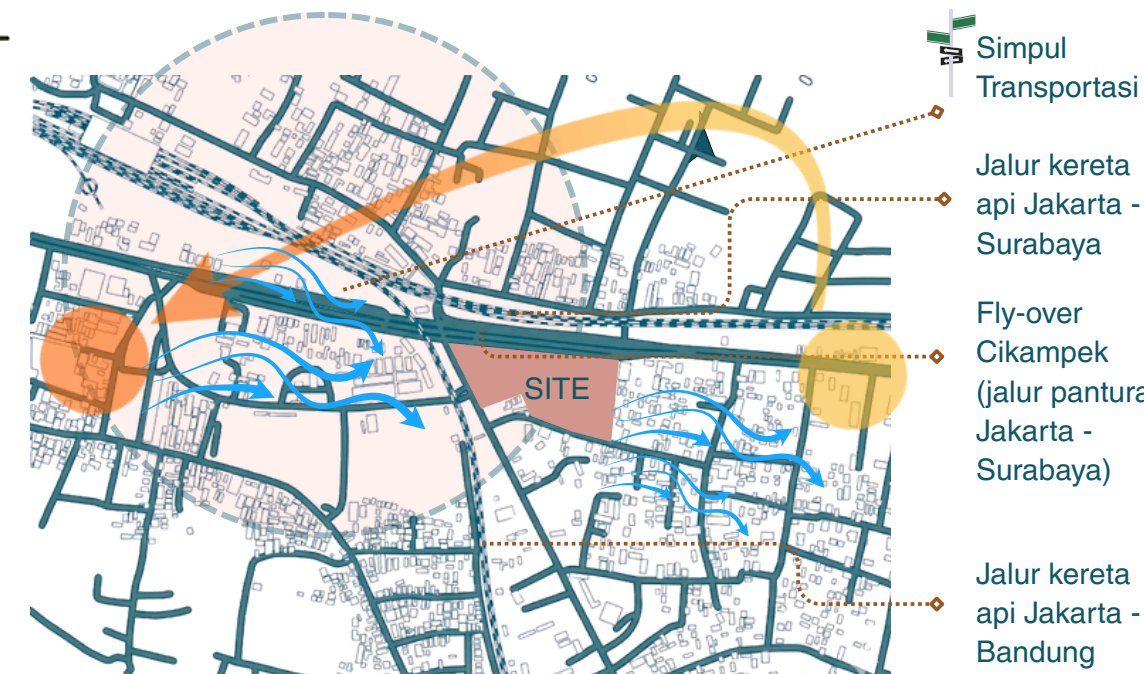 Simpul
Transportasi
Jalur kereta
api Jakarta -
Surabaya
Fly-over
Cikampek
(jalur pantura
Jakarta -
Surabaya)
SITE
Jalur kereta
api Jakarta -
Bandung